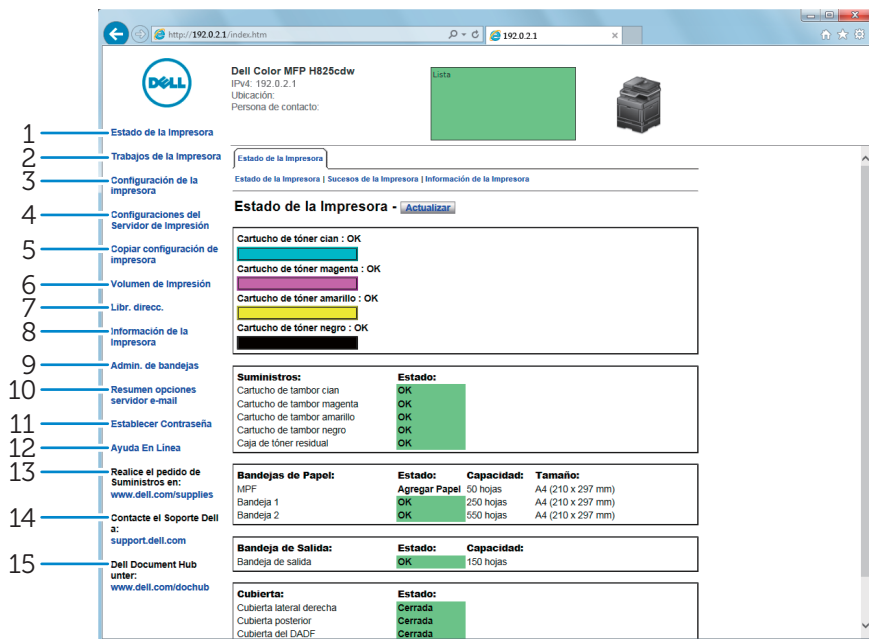 http://192.0.2.1/index.htm
192.0.2.1
DELL
Dell Color MFP H825cdw
IPv4: 192.0.2.1
Ubicación:
Persona de contacto:
Lista
1 Estado de la Impresora
2 Trabajos de la Impresora
3 Configuración de la
impresora
4 Configuraciones del
Servidor de Impresión
5 Copiar configuración de
impresora
6 Volumen de Impresión
7 Libr. direcc.
8 Información de la
Impresora
9 Admin. de bandejas
10 Resumen opciones
servidor e-mail
11 Establecer Contraseña
12 Ayuda En Linea
13 Realice el pedido de
Suministros en:
www.dell.com/supplies
14 Contacte el Soporte Dell
a:
support.dell.com
15 Dell Document Hub
unter:
www.dell.com/dochub
Estado de la Impresora
Estado de la Impresora | Sucesos de la Impresora | Información de la Impresora
Estado de la Impresora - Actualizar
Cartucho de tóner cian : OK
Cartucho de tóner magenta : OK
Cartucho de tóner amarillo : OK
Cartucho de tóner negro : OK
Suministros: Estado:
Cartucho de tambor cian OK
Cartucho de tambor magenta OK
Cartucho de tambor amarillo OK
Cartucho de tambor negro OK
Caja de tóner residual OK
Bandejas de Papel: Estado: Capacidad: Tamaño:
MPF Agregar Papel 50 hojas A4 (210 x 297 mm)
Bandeja 1 OK 250 hojas A4 (210 x 297 mm)
Bandeja 2 OK 550 hojas A4 (210 x 297 mm)
Bandeja de Salida: Estado: Capacidad:
Bandeja de salida OK 150 hojas
Cubierta: Estado:
Cubierta lateral derecha Cerrada
Cubierta posterior Cerrada
Cubierta del DADF Cerrada